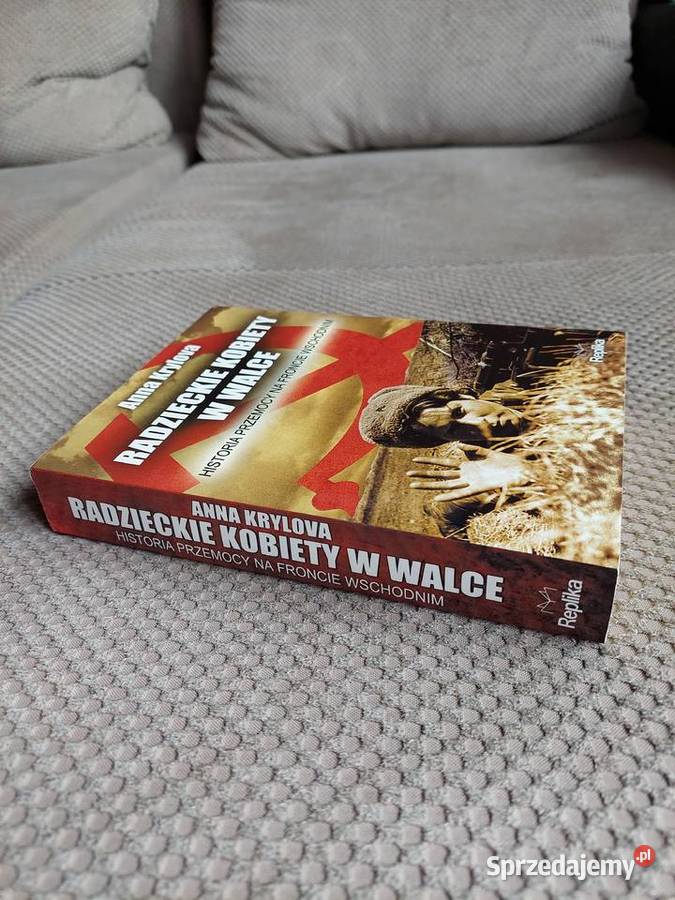 Anna Krylova
RADZIECKIE KOBIETY
W WALCE
HISTORIA PRZEMOCY NA FRONCIE WSCHODNIM
Replika
ANNA KRYLOVA
RADZIECKIE KOBIETY W WALCE
HISTORIA PRZEMOCY NA FRONCIE WSCHODNIM
Replika
Sprzedajemy.pl